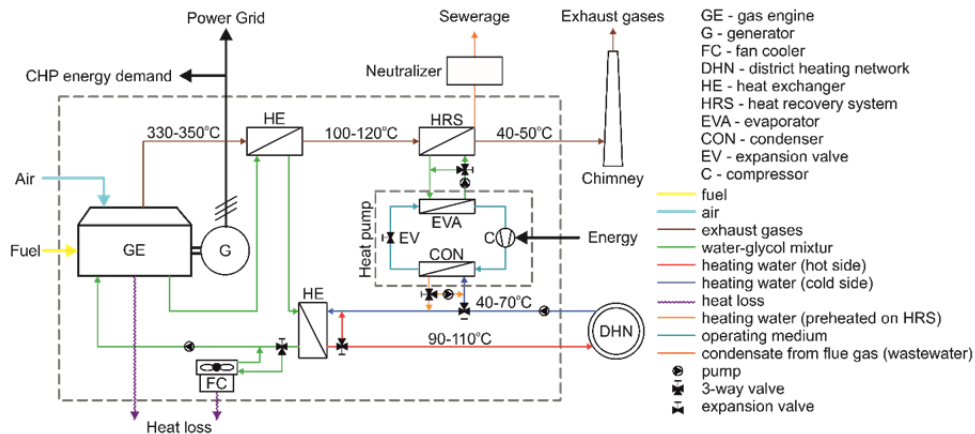 Power Grid
Sewerage
Exhaust gases
CHP energy demand
Neutralizer
HE
HRS
330-350°C
100-120°C
40-50°C
Air
Chimney
Fuel
GE
G
Heat pump
EVA
EV
C
Energy
CON
HE
40-70°C
DHN
90-110°C
FC
Heat loss
GE - gas engine
G - generator
FC - fan cooler
DHN - district heating network
HE - heat exchanger
HRS - heat recovery system
EVA - evaporator
CON - condenser
EV - expansion valve
C - compressor
fuel
air
exhaust gases
water-glycol mixtur
heating water (hot side)
heating water (cold side)
heat loss
heating water (preheated on HRS)
operating medium
condensate from flue gas (wastewater)
pump
3-way valve
expansion valve